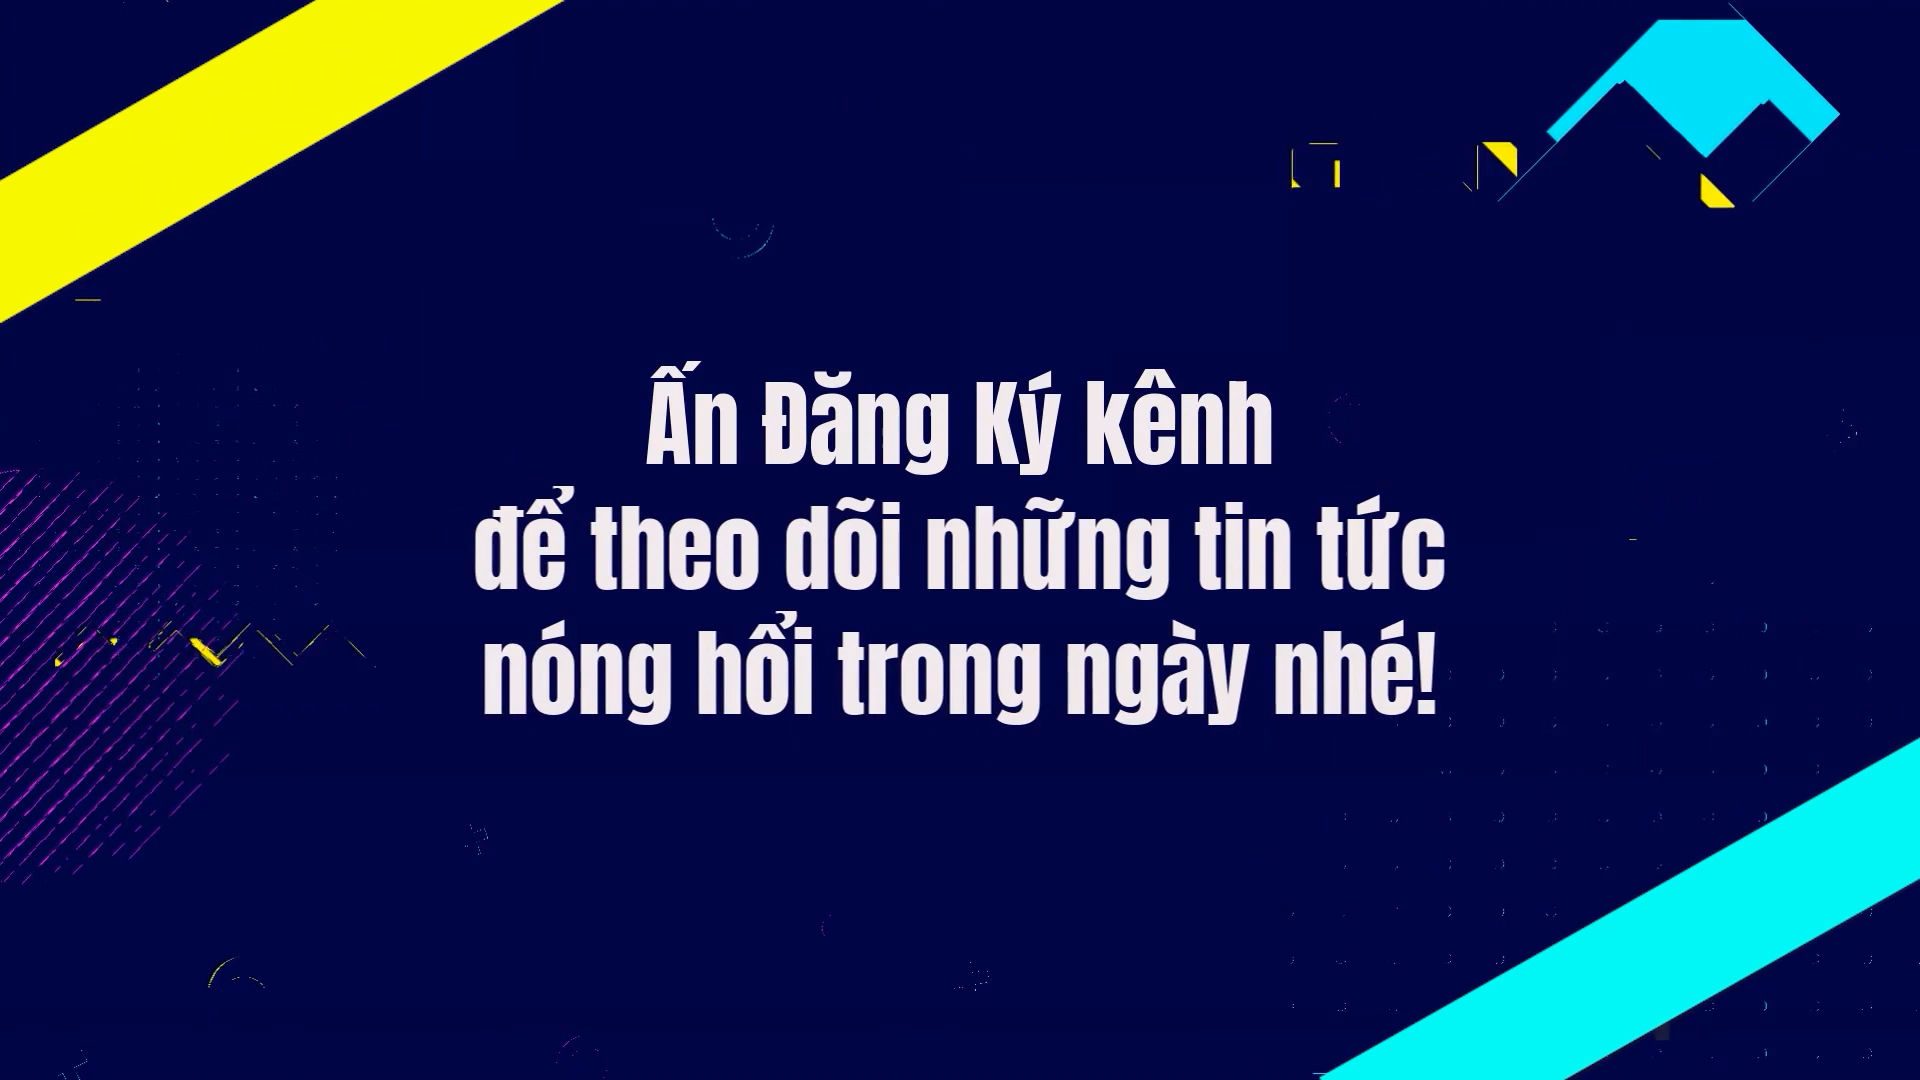 Ấn Đăng Ký kênh
để theo dõi những tin tức
nóng hổi trong ngày nhé!